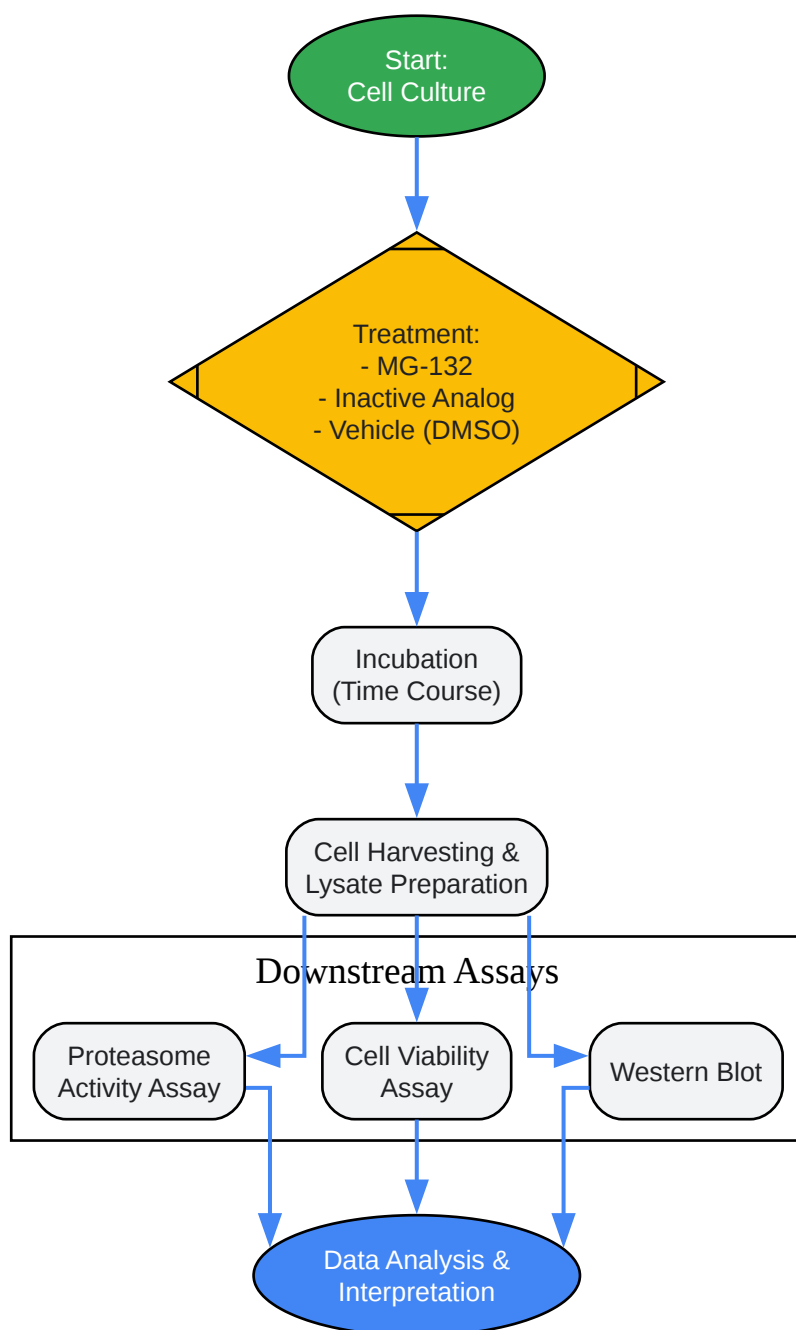 Start:
Cell Culture
Treatment:
- MG-132
- Inactive Analog
- Vehicle (DMSO)
Incubation
(Time Course)
Cell Harvesting &
Lysate Preparation
Downstream Assays
Proteasome
Activity Assay
Cell Viability
Assay
Western Blot
Data Analysis &
Interpretation